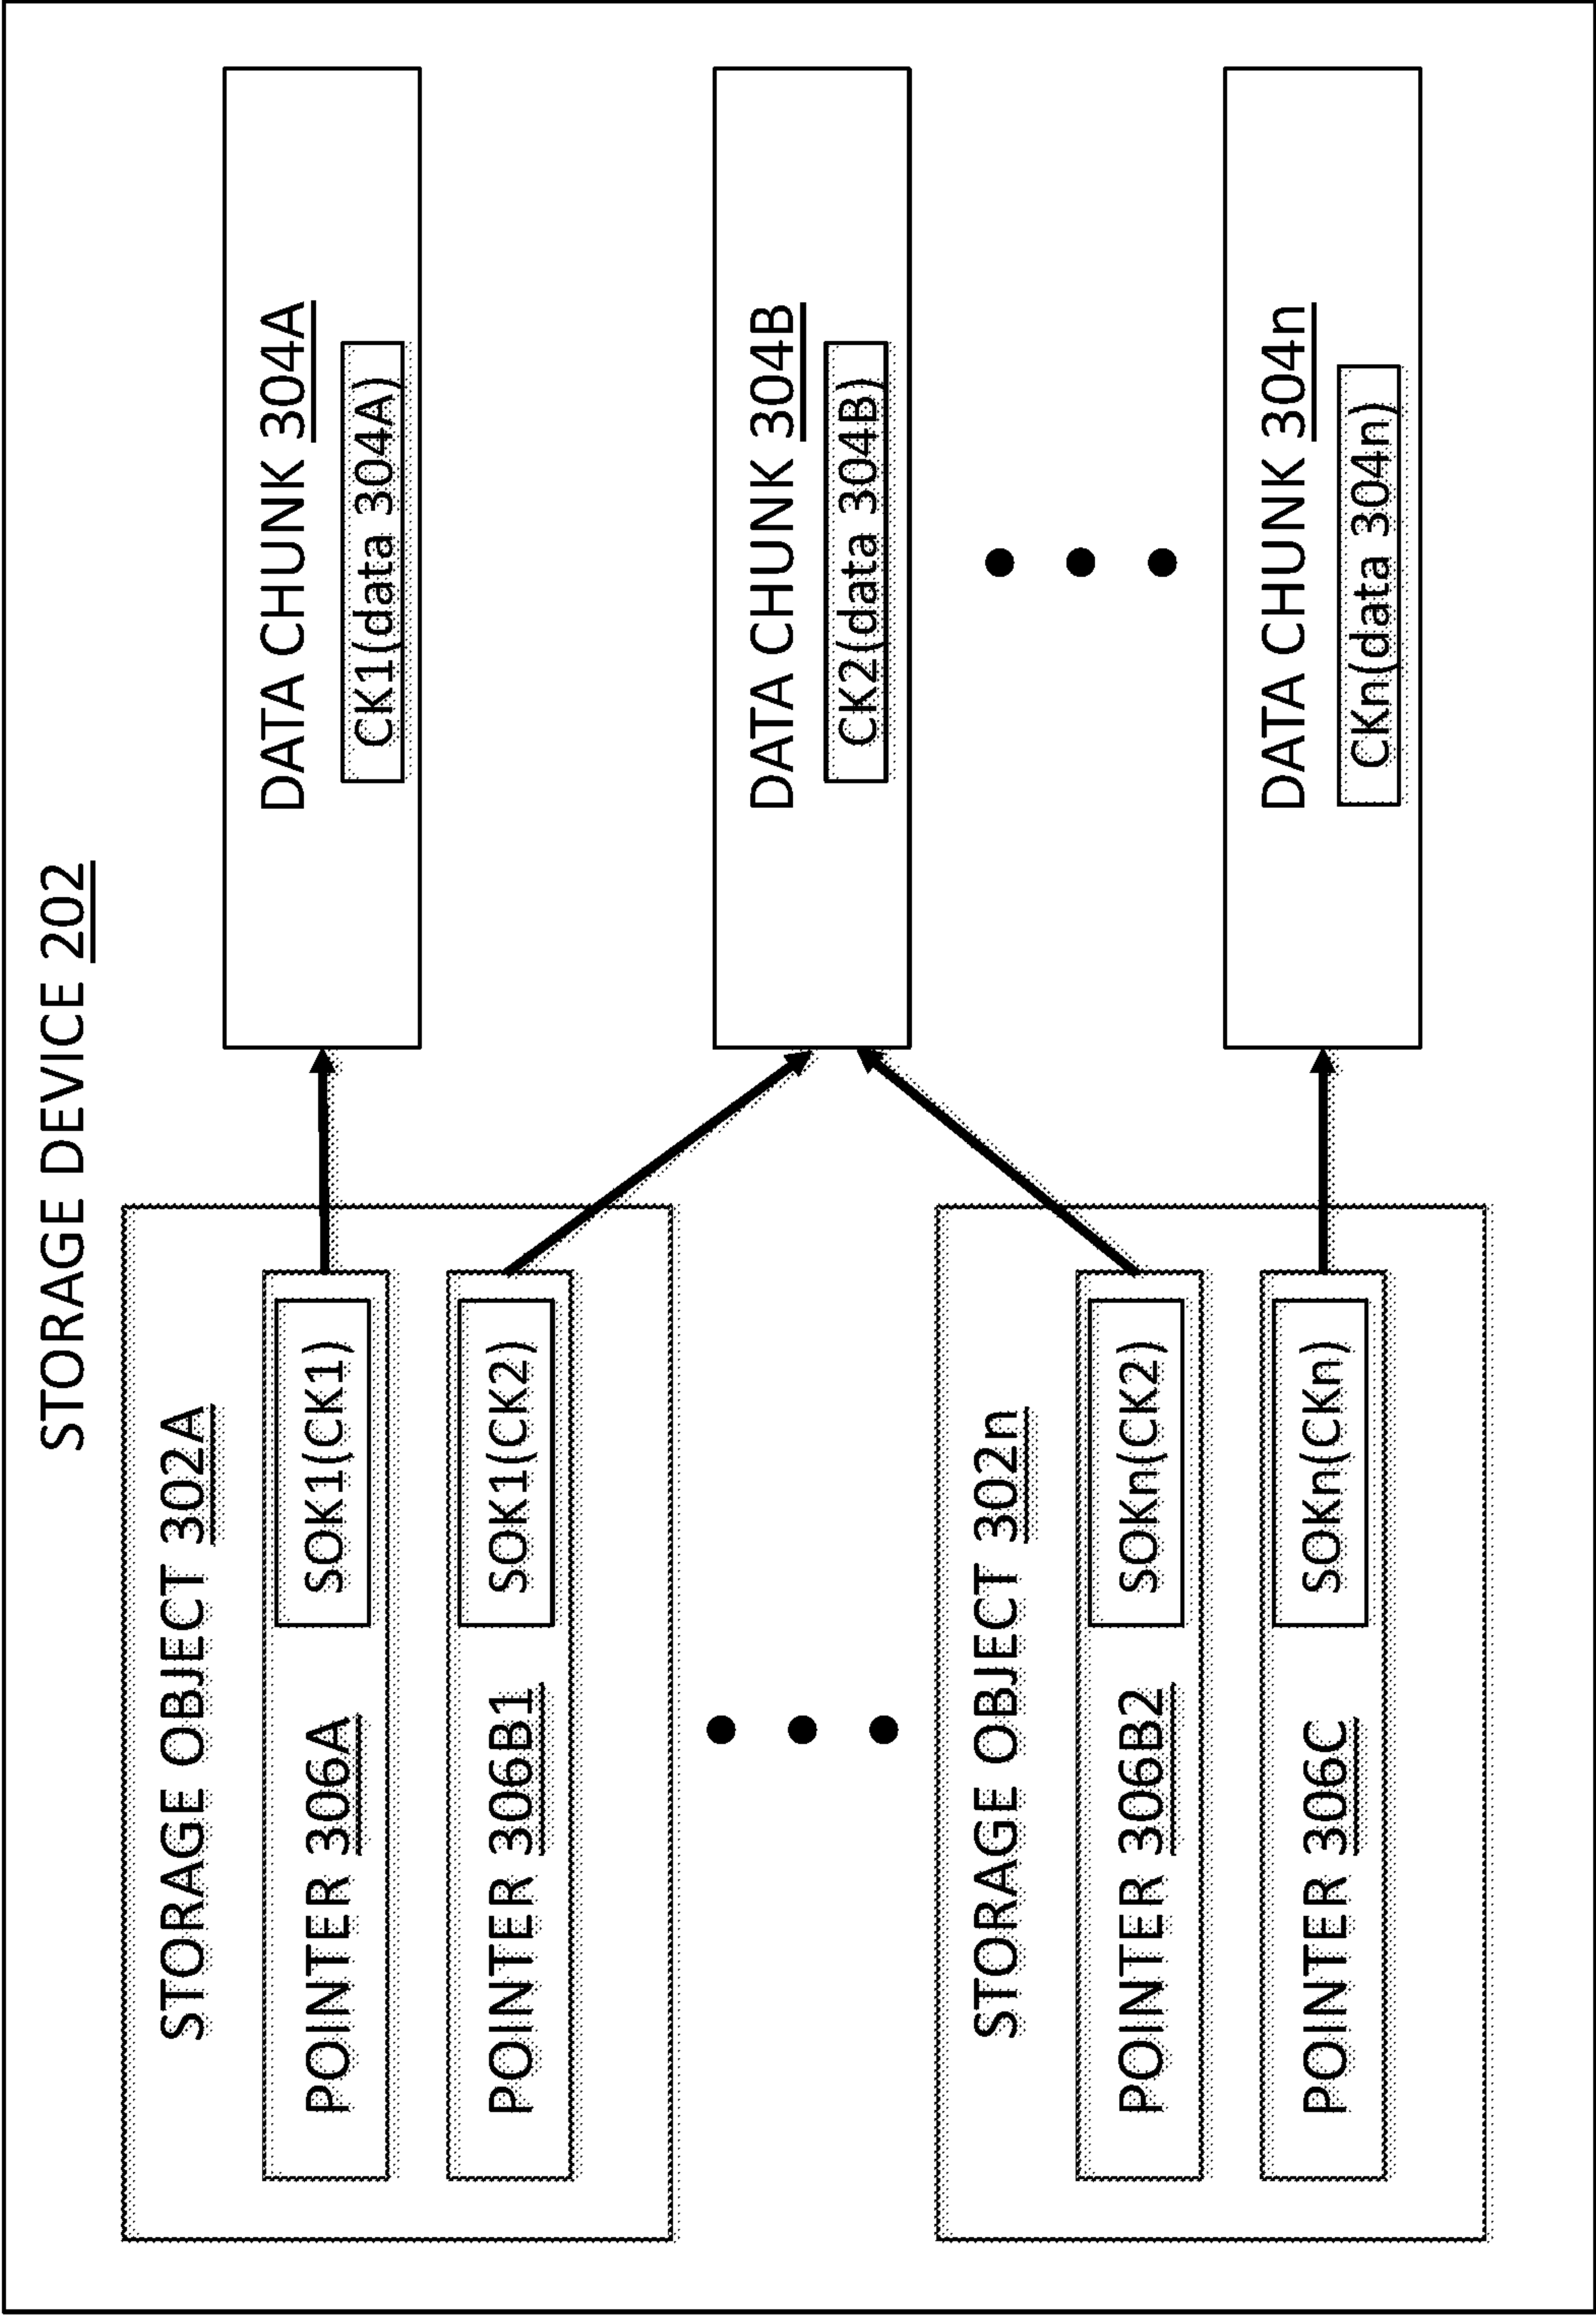 STORAGE DEVICE 202
STORAGE OBJECT 302A
POINTER 306A
SOK1(CK1)
POINTER 306B1
SOK1(CK2)
STORAGE OBJECT 302n
POINTER 306B2
SOKn(CK2)
POINTER 306C
SOKn(CKn)
DATA CHUNK 304A
CK1(data 304A)
DATA CHUNK 304B
CK2(data 304B)
DATA CHUNK 304n
CKn(data 304n)